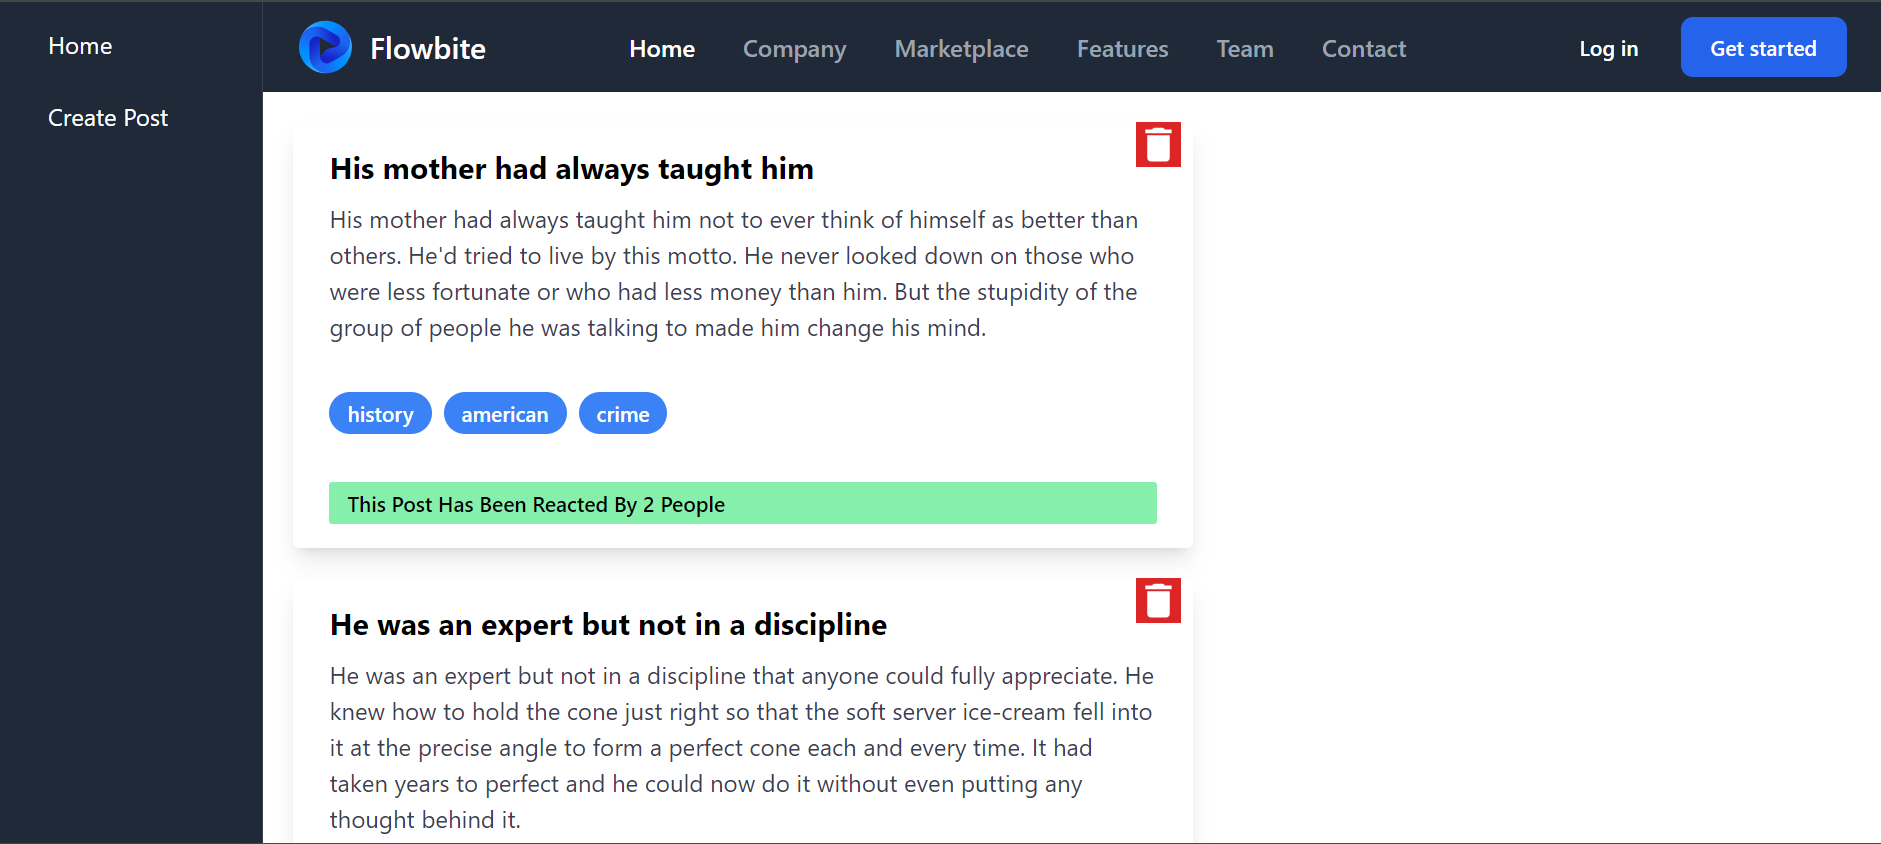 Home
Create Post
Flowbite
Home Company Marketplace Features Team Contact
Log in
Get started
His mother had always taught him
His mother had always taught him not to ever think of himself as better than
others. He'd tried to live by this motto. He never looked down on those who
were less fortunate or who had less money than him. But the stupidity of the
group of people he was talking to made him change his mind.
history american crime
This Post Has Been Reacted By 2 People
He was an expert but not in a discipline
He was an expert but not in a discipline that anyone could fully appreciate. He
knew how to hold the cone just right so that the soft server ice-cream fell into
it at the precise angle to form a perfect cone each and every time. It had
taken years to perfect and he could now do it without even putting any
thought behind it.